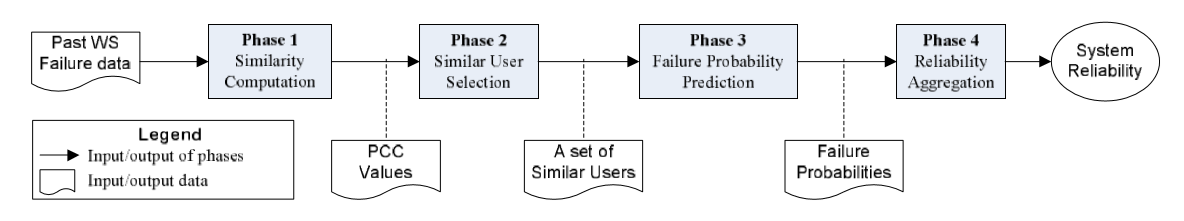 Past WS
Failure data
Phase 1
Similarity
Computation
Phase 2
Similar User
Selection
Phase 3
Failure Probability
Prediction
Phase 4
Reliability
Aggregation
System
Reliability
Legend
Input/output of phases
Input/output data
PCC
Values
A set of
Similar Users
Failure
Probabilities